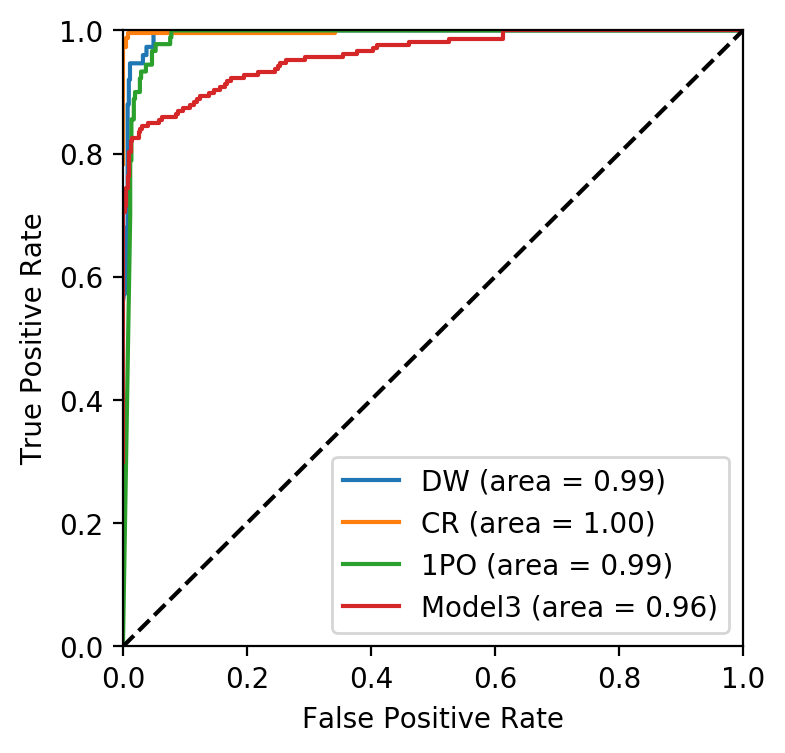 1.0
0.8
0.6
0.4
0.2
0.0
True Positive Rate
DW (area = 0.99)
CR (area = 1.00)
1PO (area = 0.99)
Model3 (area = 0.96)
0.0 0.2 0.4 0.6 0.8 1.0
False Positive Rate